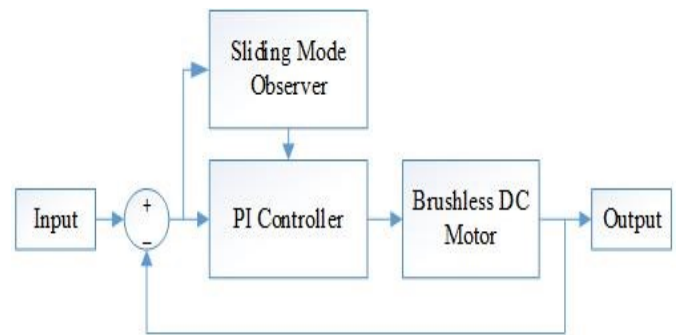 Sliding Mode
Observer
Input
+
−
PI Controller
Brushless DC
Motor
Output